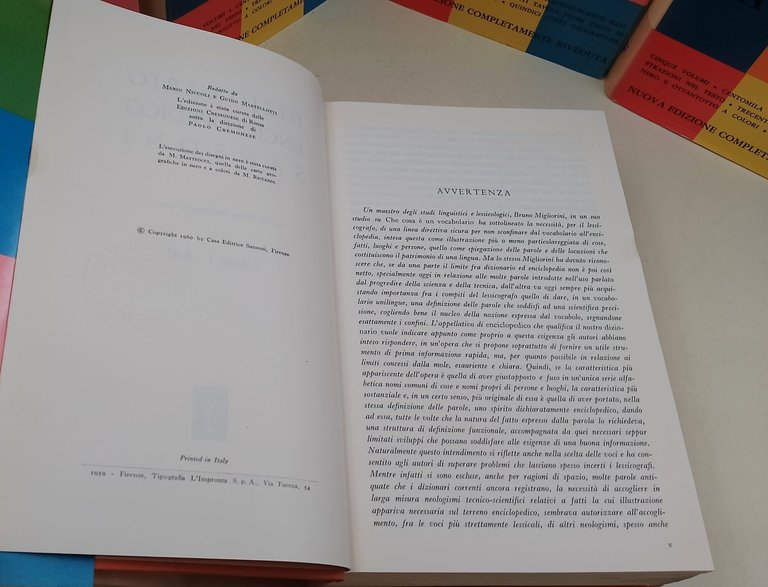 Redatto da
MARIO NICCOLI E GUIDO MARTELLOTTI
L'edizione è stata curata dalla
EDIZIONI CREMONESE di Roma
sotto la direzione di
PAOLO CREMONESE
L'esecuzione dei disegni in nero è stata curata
da M. MATTEUCCI, quella delle carte geo-
grafiche in nero e a colori da M. RICCARDI
© Copyright 1960 by Casa Editrice Sansoni, Firenze
Printed in Italy
1959 - Firenze, Tipografia L'Impronta S. p. A., Via Faenza, 54
AVVERTENZA
Un maestro degli studi linguistici e lessicologici, Bruno Migliorini, in un suo
studio su Che cosa è un vocabolario ha sottolineato la necessità, per il lessi-
cografo, di una linea direttiva sicura per non sconfinare dal vocabolario all'enci-
clopedia, intesa questa come illustrazione più o meno particolareggiata di cose,
fatti, luoghi e persone, quello come spiegazione delle parole e delle locuzioni che
costituiscono il patrimonio di una lingua. Ma lo stesso Migliorini ha dovuto ricono-
scere che, se da una parte il limite fra dizionario ed enciclopedia non è poi così
netto, specialmente oggi in relazione alle molte parole introdotte nell'uso parlato
dal progredire della scienza e della tecnica, dall'altra va oggi sempre più acqui-
stando importanza fra i compiti del lessicografo quello di dare, in un vocabo-
lario unilingue, una definizione delle parole che soddisfi ad una scientifica preci-
sione, cogliendo bene il nucleo della nozione espressa dal vocabolo, segnandone
esattamente i confini. L'appellativo di enciclopedico che qualifica il nostro dizio-
nario vuole indicare appunto come proprio a questa esigenza gli autori abbiano
inteso rispondere, in un'opera che si propone soprattutto di fornire un utile stru-
mento di prima informazione rapida, ma, per quanto possibile in relazione ai
limiti concessi dalla mole, esauriente e chiara. Quindi, se la caratteristica più
appariscente dell'opera è quella di aver giustapposto e fuso in un'unica serie alfa-
betica nomi comuni di cose e nomi propri di persone e luoghi, la caratteristica più
sostanziale e, in un certo senso, più originale di essa è quella di aver portato, nella
stessa definizione delle parole, uno spirito dichiaratamente enciclopedico, dando
ad essa, tutte le volte che la natura del fatto espresso dalla parola lo richiedeva,
una struttura di definizione funzionale, accompagnata da quei necessari seppur
limitati sviluppi che possano soddisfare alle esigenze di una buona informazione.
Naturalmente questo intendimento si riflette anche nella scelta delle voci e ha con-
sentito agli autori di superare problemi che lasciano spesso incerti i lessicografi.
Mentre infatti si sono escluse, anche per ragioni di spazio, molte parole anti-
quate che i dizionari correnti ancora registrano, la necessità di accogliere in
larga misura neologismi tecnico-scientifici relativi a fatti la cui illustrazione
appariva necessaria sul terreno enciclopedico, sembrava autorizzare all'accogli-
mento, fra le voci più strettamente lessicali, di altri neologismi, spesso anche
V
CINQUE VOLUMI • CENTOMILA
STRAZIONI NEL TESTO
NERO E OTTANTOTTO A COLORI
NUOVA EDIZIONE COMPLETA
EDIZIONE COMPLETAMENTE RIVEDUTA